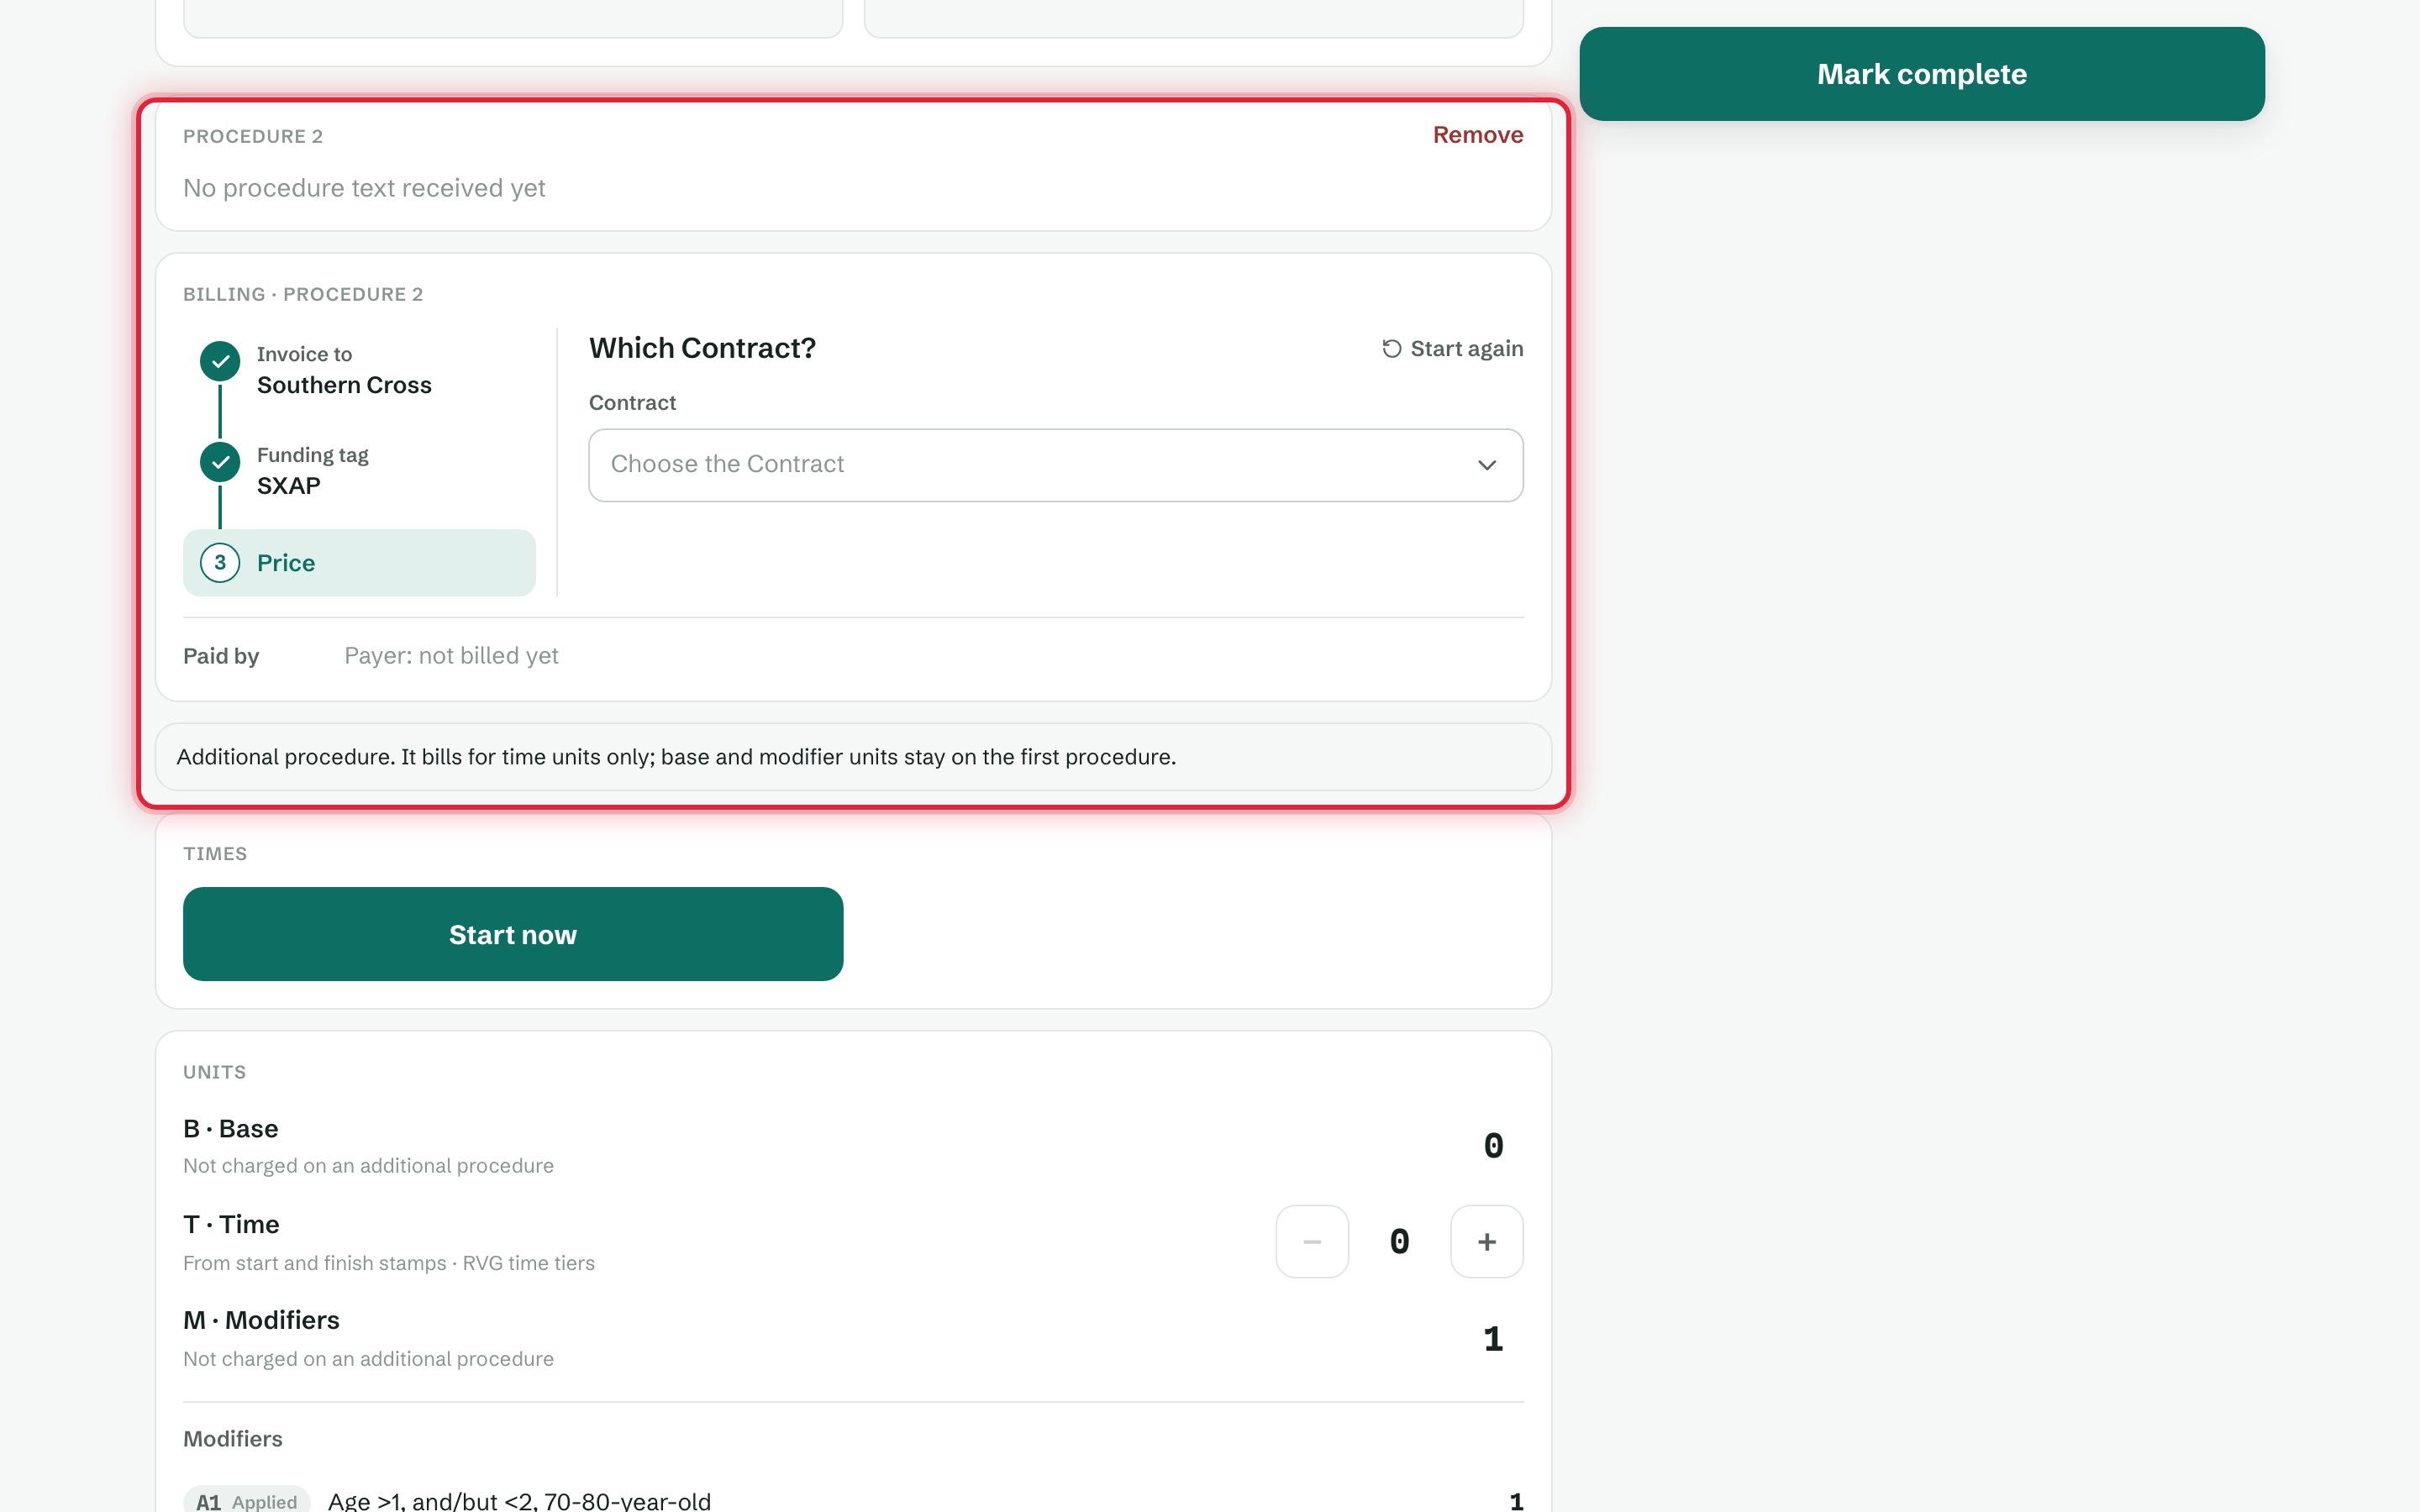 Mark complete
PROCEDURE 2
Remove
No procedure text received yet
BILLING · PROCEDURE 2
Invoice to
Southern Cross
Funding tag
SXAP
3 Price
Which Contract?
Start again
Contract
Choose the Contract
Paid by
Payer: not billed yet
Additional procedure. It bills for time units only; base and modifier units stay on the first procedure.
TIMES
Start now
UNITS
B · Base
Not charged on an additional procedure
0
T · Time
From start and finish stamps · RVG time tiers
− 0 +
M · Modifiers
Not charged on an additional procedure
1
Modifiers
A1 Applied Age >1, and/but <2, 70-80-year-old 1